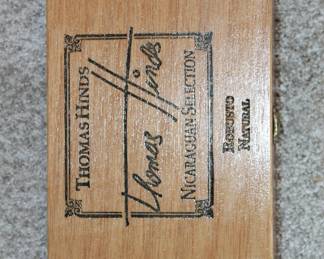 THOMAS HINDS
Thomas Hinds
NICARAGUAN SELECTION
ROBUSTO
NATURAL